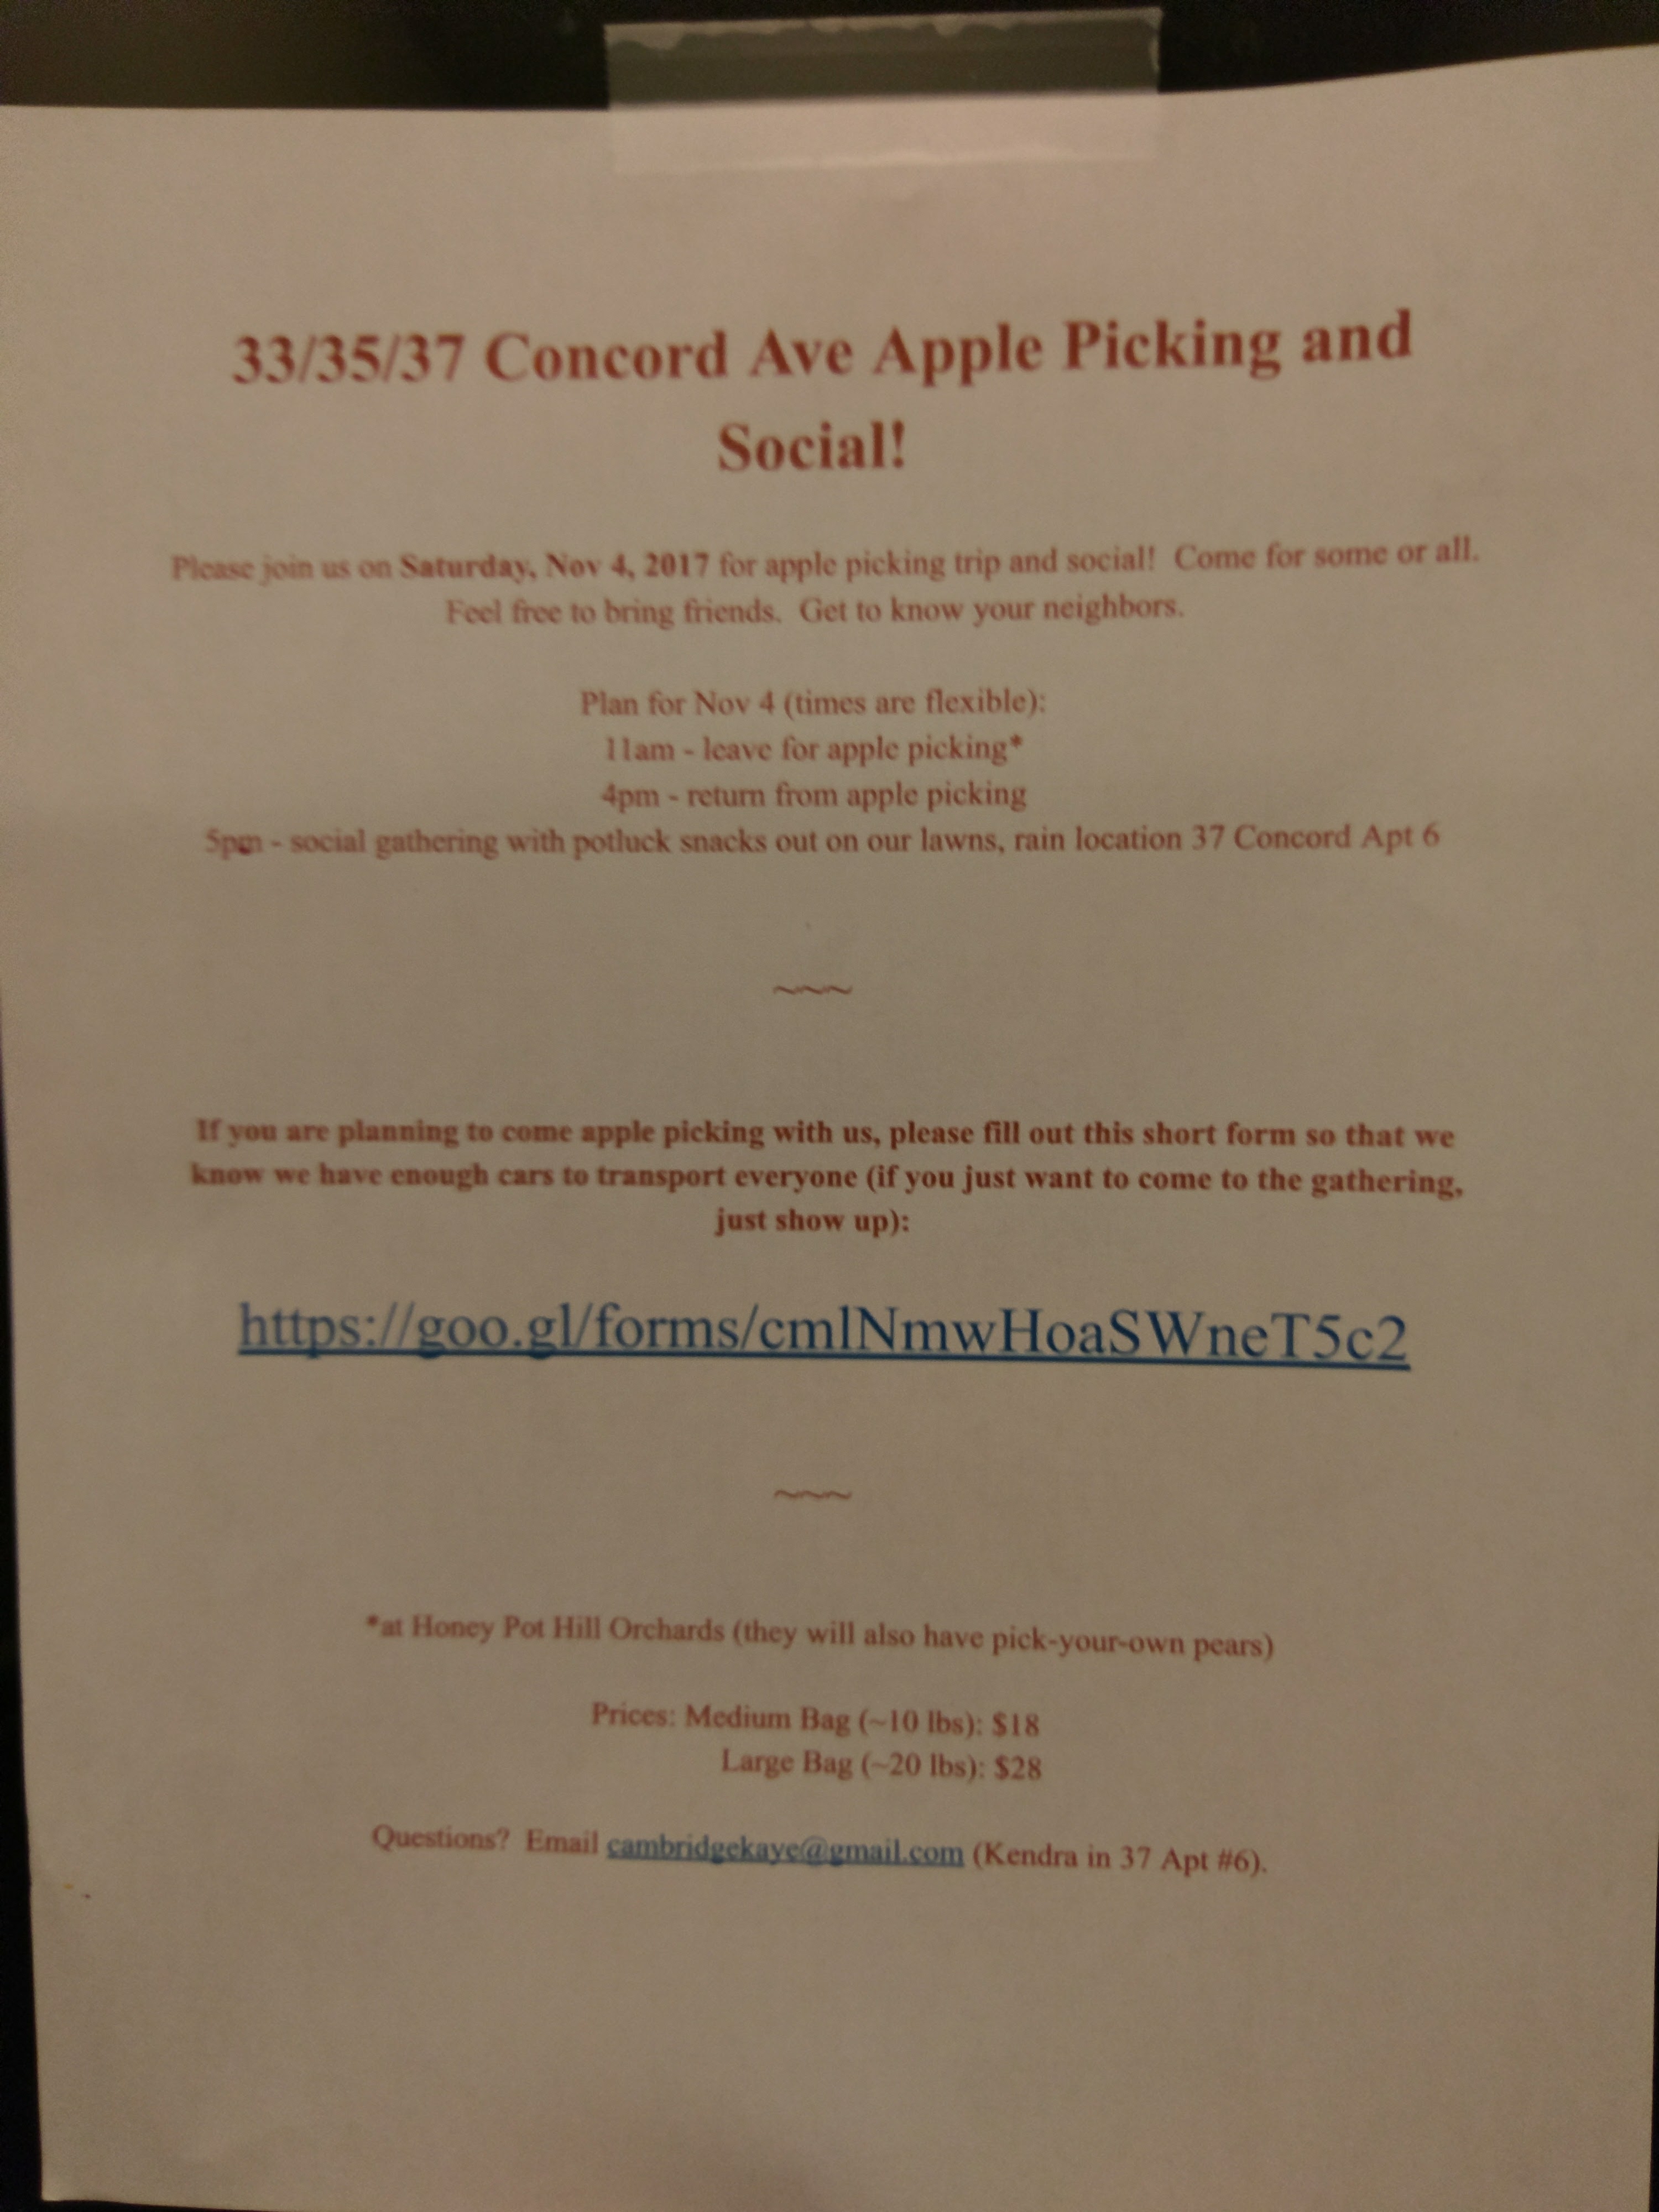 33/35/37 Concord Ave Apple Picking and
Social!
Please join us on Saturday, Nov 4, 2017 for apple picking trip and social!  Come for some or all.
Feel free to bring friends.  Get to know your neighbors.
Plan for Nov 4 (times are flexible):
11am - leave for apple picking*
4pm - return from apple picking
5pm - social gathering with potluck snacks out on our lawns, rain location 37 Concord Apt 6
~~~
If you are planning to come apple picking with us, please fill out this short form so that we
know we have enough cars to transport everyone (if you just want to come to the gathering,
just show up):
https://goo.gl/forms/cmlNmwHoaSWneT5c2
~~~
*at Honey Pot Hill Orchards (they will also have pick-your-own pears)
Prices: Medium Bag (~10 lbs): $18
Large Bag (~20 lbs): $28
Questions?  Email cambridgekaye@gmail.com (Kendra in 37 Apt #6).